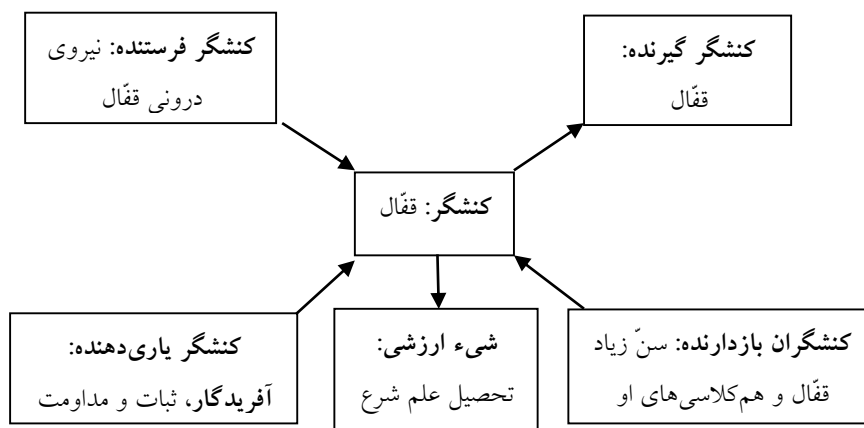 کنشگر گیرنده:
قفّال
کنشگر فرستنده: نیروی
درونی قفّال
کنشگر: قفّال
کنشگران بازدارنده: سنّ زیاد
قفّال و هم‌کلاسی‌های او
شیء ارزشی:
تحصیل علم شرع
کنشگر یاری‌دهنده:
آفریدگار، ثبات و مداومت